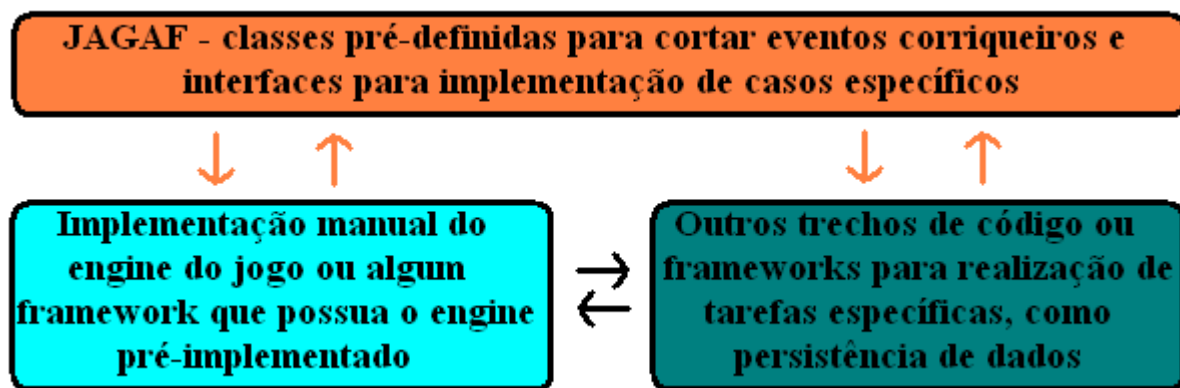 JAGAF - classes pré-definidas para cortar eventos corriqueiros e
interfaces para implementação de casos específicos
Implementação manual do
engine do jogo ou algum
framework que possua o engine
pré-implementado
Outros trechos de código ou
frameworks para realização de
tarefas específicas, como
persistência de dados